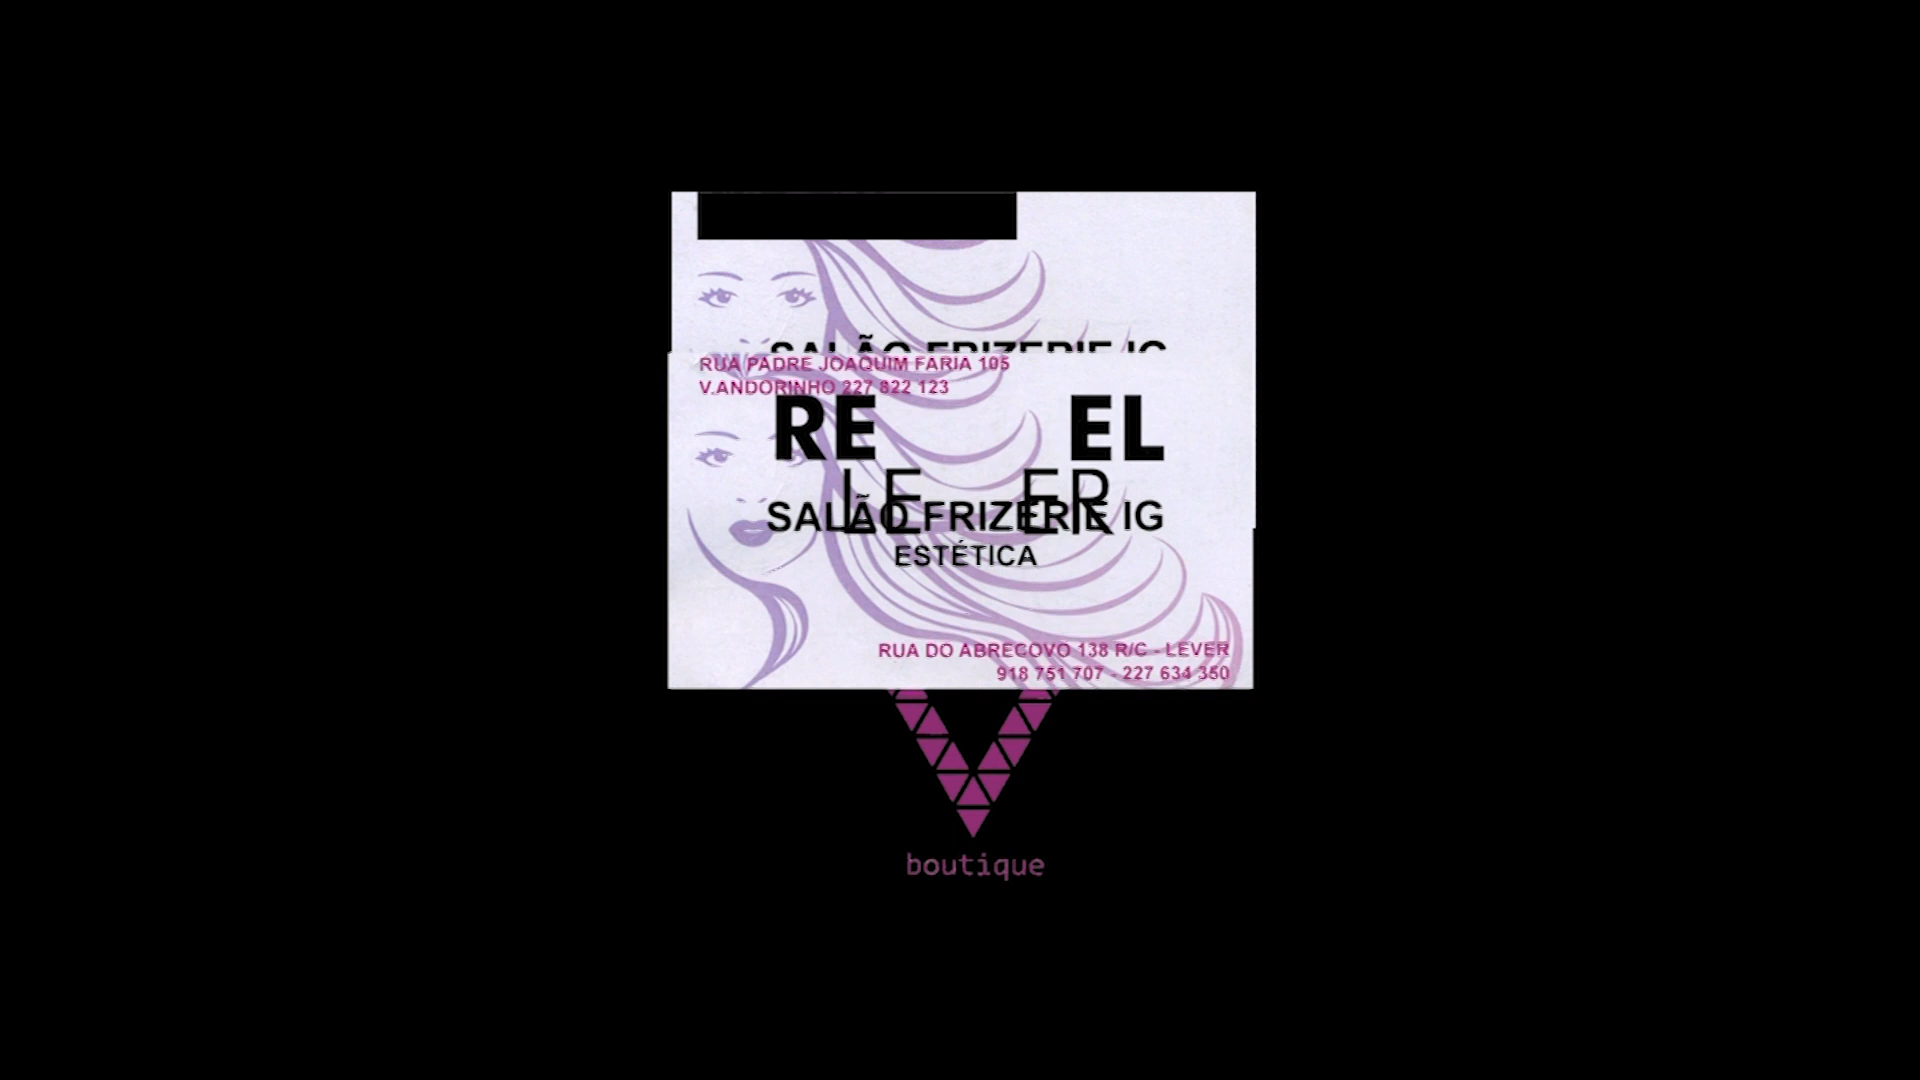 SALÃO FRIZERIE IG
RUA PADRE JOAQUIM FARIA 105
V.ANDORINHO 227 822 123
RE EL
LE ER
SALÃO FRIZERIE IG
ESTÉTICA
RUA DO ABRECOVO 138 R/C - LEVER
918 751 707 - 227 634 350
boutique